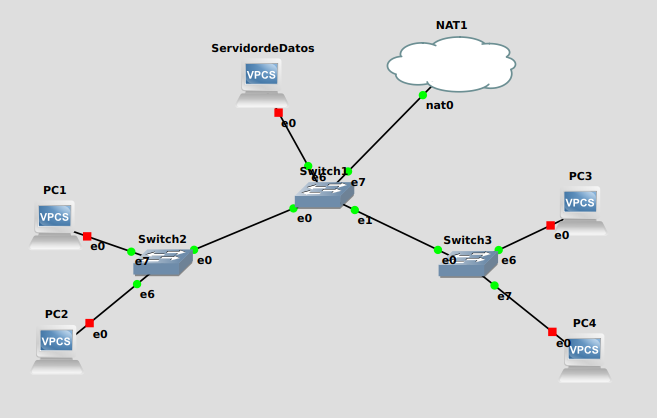 NAT1
ServidordeDatos
VPCS
e0
nat0
Switch1
e6
e7
e0
e1
PC1
VPCS
e0
Switch2
e7
e0
e6
PC2
VPCS
e0
Switch3
e0
e6
e7
PC3
VPCS
e0
PC4
VPCS
e0